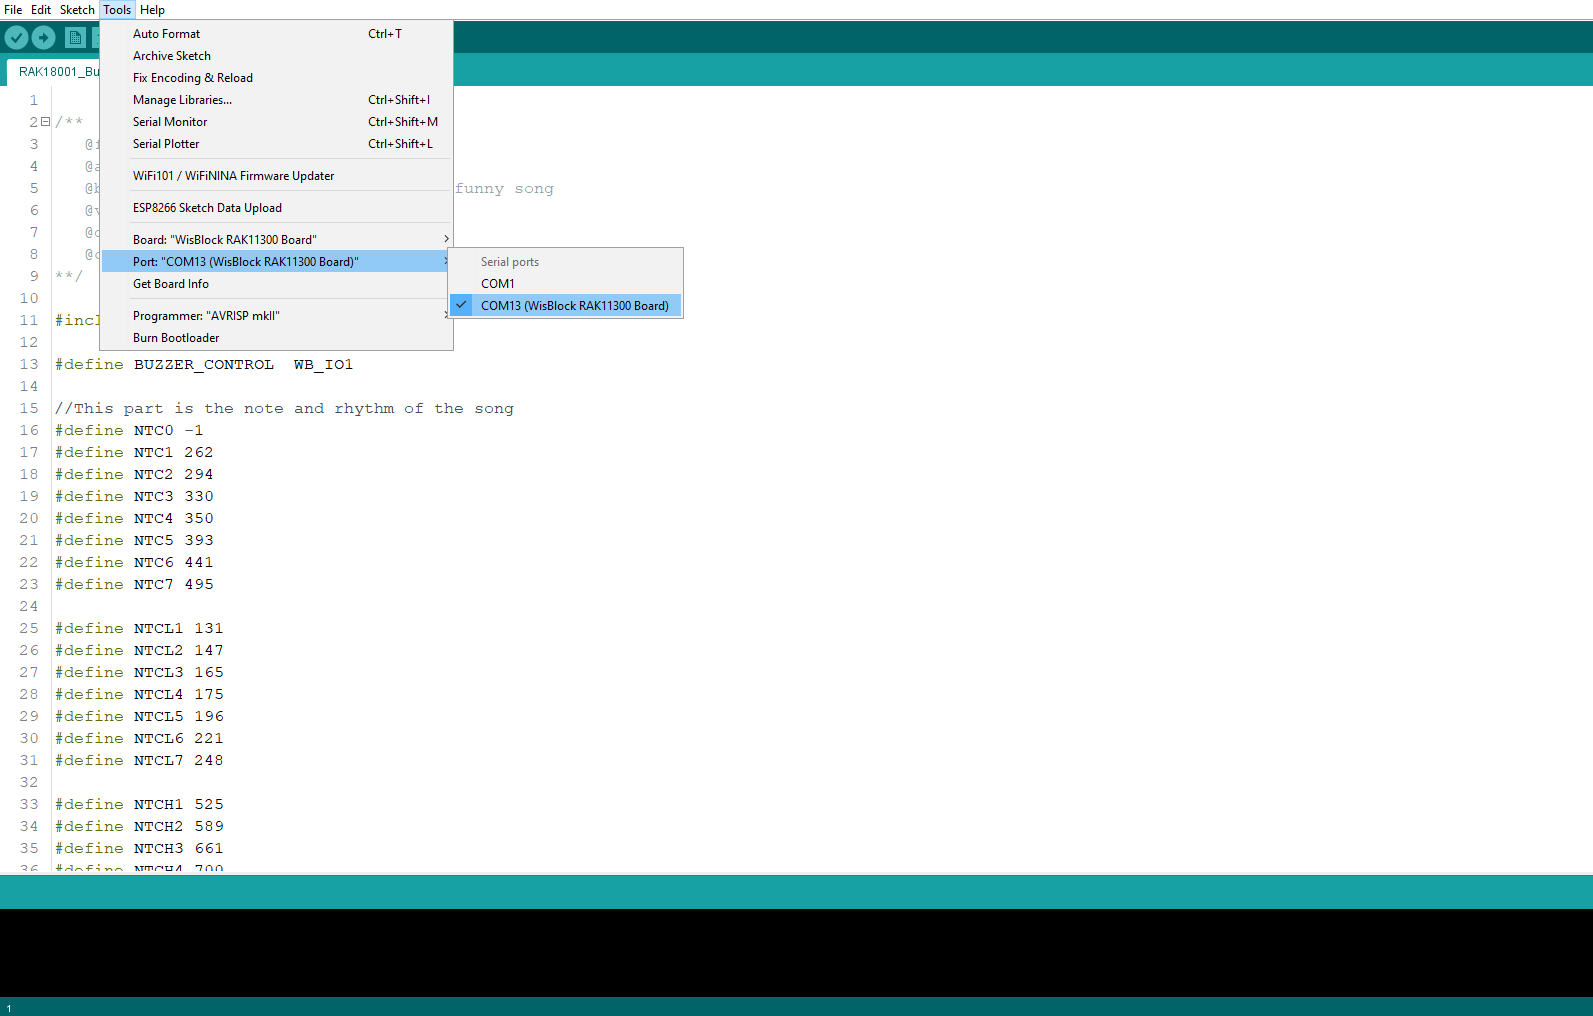 File Edit Sketch Tools Help
RAK18001_Bu
Auto Format Ctrl+T
Archive Sketch
Fix Encoding & Reload
Manage Libraries... Ctrl+Shift+I
Serial Monitor Ctrl+Shift+M
Serial Plotter Ctrl+Shift+L
WiFi101 / WiFiNINA Firmware Updater
ESP8266 Sketch Data Upload
Board: "WisBlock RAK11300 Board"
Port: "COM13 (WisBlock RAK11300 Board)"
Get Board Info
Programmer: "AVRISP mkII"
Burn Bootloader
Serial ports
COM1
COM13 (WisBlock RAK11300 Board)
1
2 /**
3 @f
4 @a
5 @b funny song
6 @v
7 @d
8 @c
9 **/
10
11 #incl
12
13 #define BUZZER_CONTROL WB_IO1
14
15 //This part is the note and rhythm of the song
16 #define NTC0 -1
17 #define NTC1 262
18 #define NTC2 294
19 #define NTC3 330
20 #define NTC4 350
21 #define NTC5 393
22 #define NTC6 441
23 #define NTC7 495
24
25 #define NTCL1 131
26 #define NTCL2 147
27 #define NTCL3 165
28 #define NTCL4 175
29 #define NTCL5 196
30 #define NTCL6 221
31 #define NTCL7 248
32
33 #define NTCH1 525
34 #define NTCH2 589
35 #define NTCH3 661
36 #define NTCH4 700
1